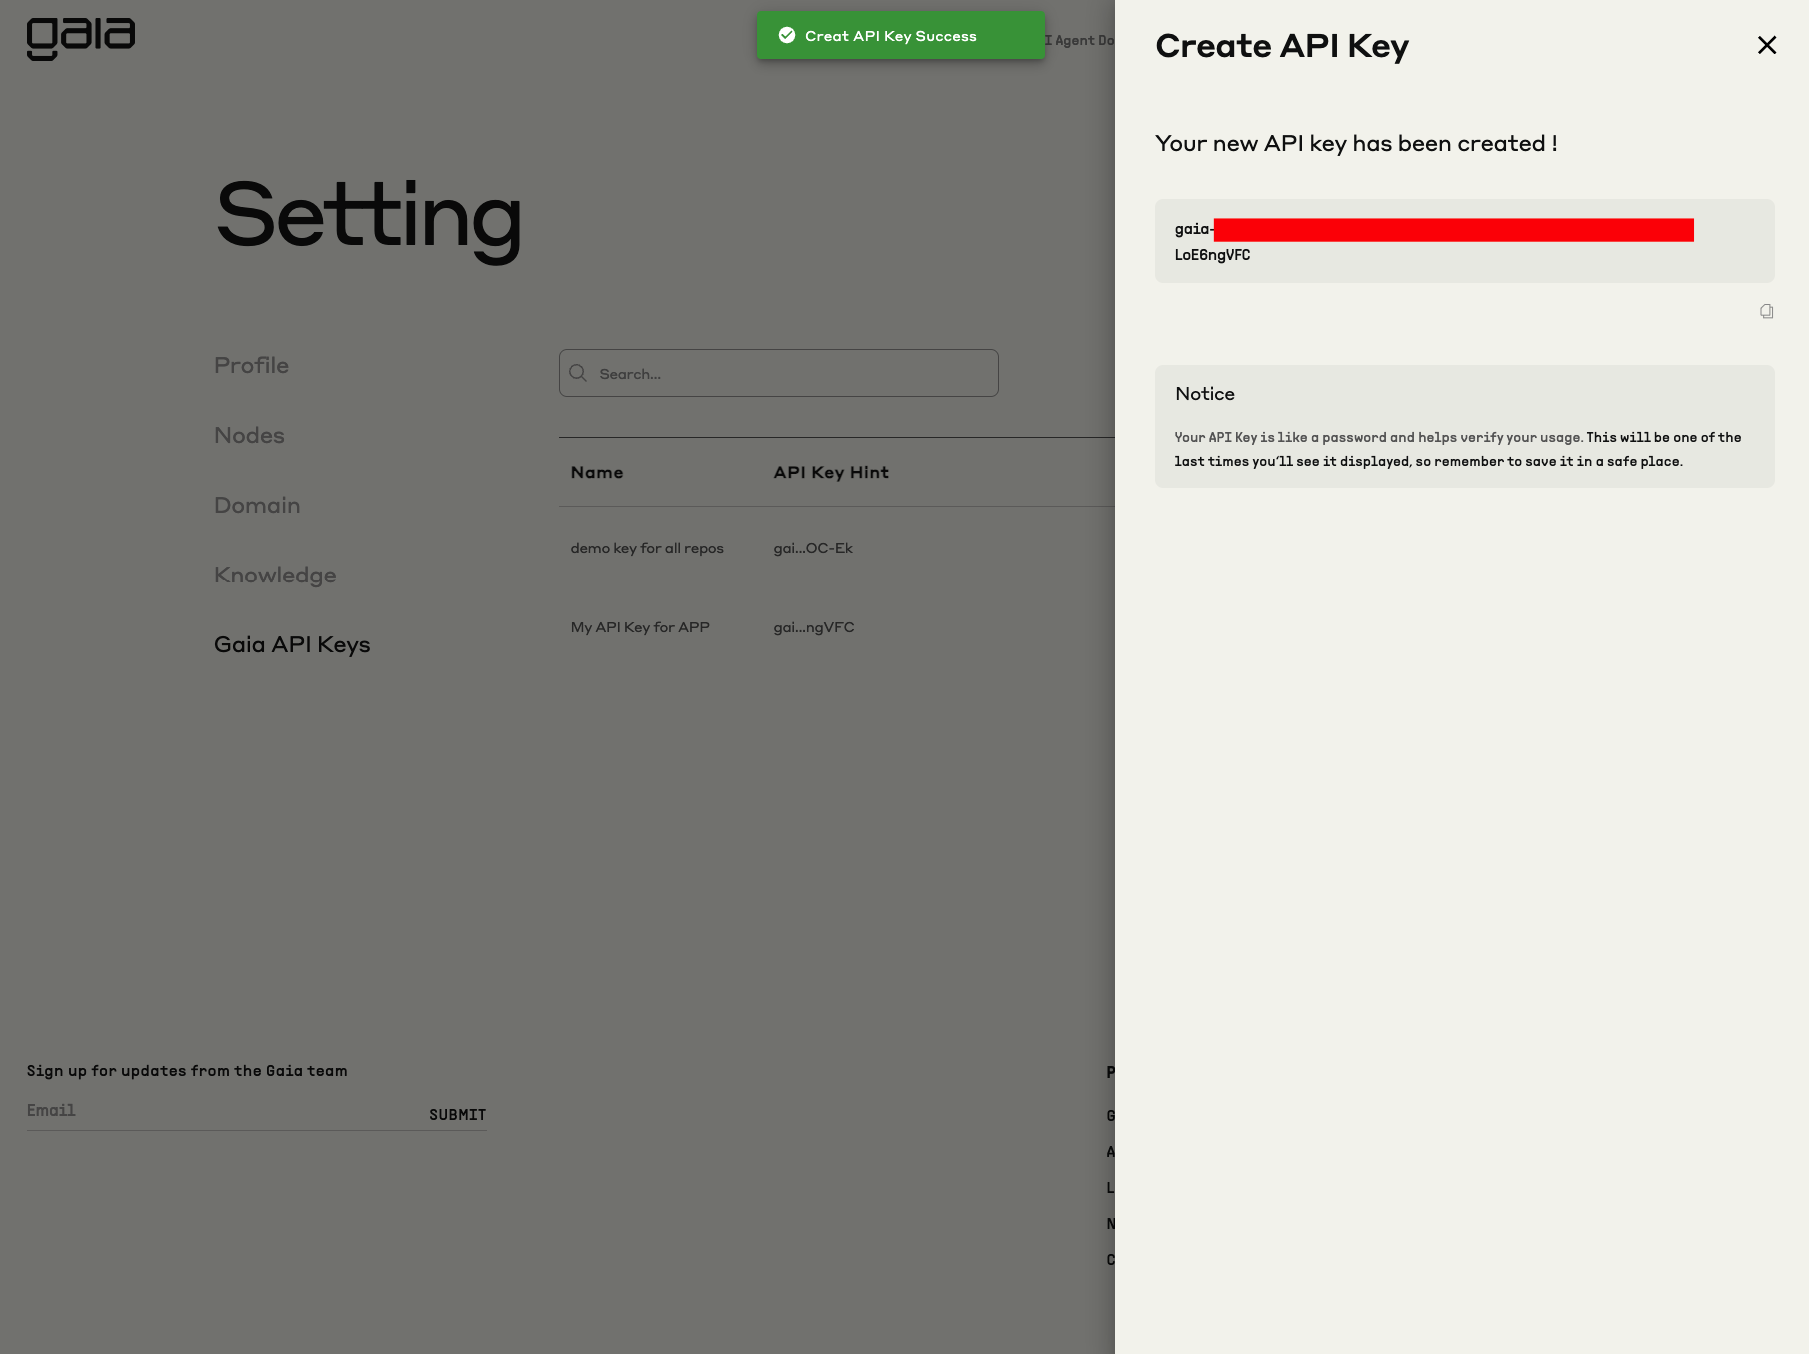 gaia
Creat API Key Success
I Agent Do
Setting
Profile
Nodes
Domain
Knowledge
Gaia API Keys
Search...
Name API Key Hint
demo key for all repos gai...OC-Ek
My API Key for APP gai...ngVFC
Sign up for updates from the Gaia team
Email SUBMIT
P
G
A
L
N
C
Create API Key
Your new API key has been created !
gaia-
LoE6ngVFC
Notice
Your API Key is like a password and helps verify your usage. This will be one of the
last times you'll see it displayed, so remember to save it in a safe place.